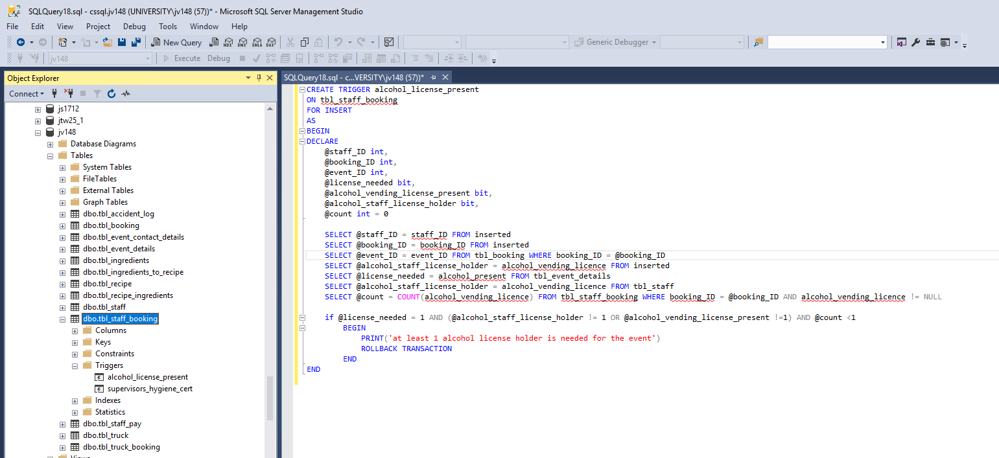 SQLQuery18.sql - cssql.jv148 (UNIVERSITY\jv148 (57))* - Microsoft SQL Server Management Studio
File Edit View Project Debug Tools Window Help
New Query MDX DMX XMLA DAX Generic Debugger
jv148 Execute Debug
Object Explorer
Connect
js1712
jtw25_1
jv148
Database Diagrams
Tables
System Tables
FileTables
External Tables
Graph Tables
dbo.tbl_accident_log
dbo.tbl_booking
dbo.tbl_event_contact_details
dbo.tbl_event_details
dbo.tbl_ingredients
dbo.tbl_ingredients_to_recipe
dbo.tbl_recipe
dbo.tbl_recipe_ingredients
dbo.tbl_staff
dbo.tbl_staff_booking
Columns
Keys
Constraints
Triggers
alcohol_license_present
supervisors_hygiene_cert
Indexes
Statistics
dbo.tbl_staff_pay
dbo.tbl_truck
dbo.tbl_truck_booking
Views
SQLQuery18.sql - c...VERSITY\jv148 (57))*
CREATE TRIGGER alcohol_license_present
ON tbl_staff_booking
FOR INSERT
AS
BEGIN
DECLARE
@staff_ID int,
@booking_ID int,
@event_ID int,
@license_needed bit,
@alcohol_vending_license_present bit,
@alcohol_staff_license_holder bit,
@count int = 0
SELECT @staff_ID = staff_ID FROM inserted
SELECT @booking_ID = booking_ID FROM inserted
SELECT @event_ID = event_ID FROM tbl_booking WHERE booking_ID = @booking_ID
SELECT @alcohol_staff_license_holder = alcohol_vending_licence FROM inserted
SELECT @license_needed = alcohol_present FROM tbl_event_details
SELECT @alcohol_staff_license_holder = alcohol_vending_licence FROM tbl_staff
SELECT @count = COUNT(alcohol_vending_licence) FROM tbl_staff_booking WHERE booking_ID = @booking_ID AND alcohol_vending_licence != NULL
if @license_needed = 1 AND (@alcohol_staff_license_holder != 1 OR @alcohol_vending_license_present !=1) AND @count <1
BEGIN
PRINT('at least 1 alcohol license holder is needed for the event')
ROLLBACK TRANSACTION
END
END